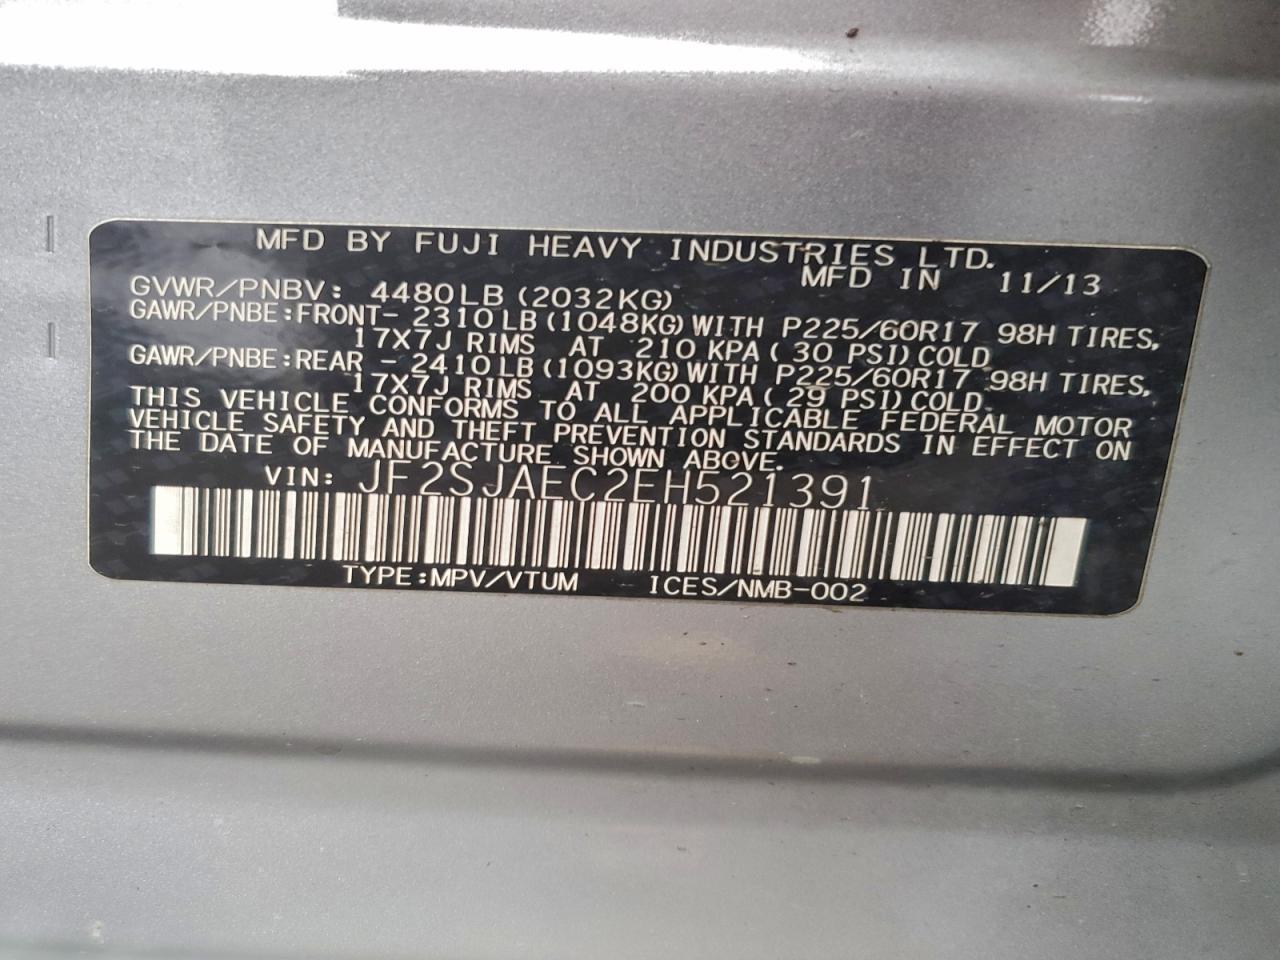 MFD BY FUJI HEAVY INDUSTRIES LTD.
MFD IN 11/13
GVWR/PNBV: 4480LB (2032KG)
GAWR/PNBE:FRONT- 2310LB(1048KG)WITH P225/60R17 98H TIRES,
17X7J RIMS AT 210 KPA( 30 PSI)COLD
GAWR/PNBE:REAR - 2410LB(1093KG)WITH P225/60R17 98H TIRES,
17X7J RIMS AT 200 KPA( 29 PSI)COLD.
THIS VEHICLE CONFORMS TO ALL APPLICABLE FEDERAL MOTOR
VEHICLE SAFETY AND THEFT PREVENTION STANDARDS IN EFFECT ON
THE DATE OF MANUFACTURE SHOWN ABOVE.
VIN: JF2SJAEC2EH521391
TYPE:MPV/VTUM ICES/NMB-002